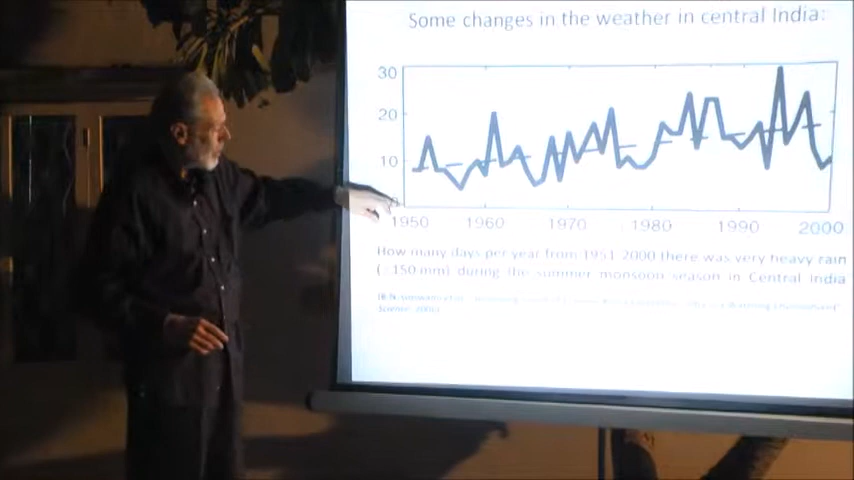 Some changes in the weather in central India:
30
20
10
0
1950 1960 1970 1980 1990 2000
How many days per year from 1951-2000 there was very heavy rain
(≥150 mm) during the summer monsoon season in Central India